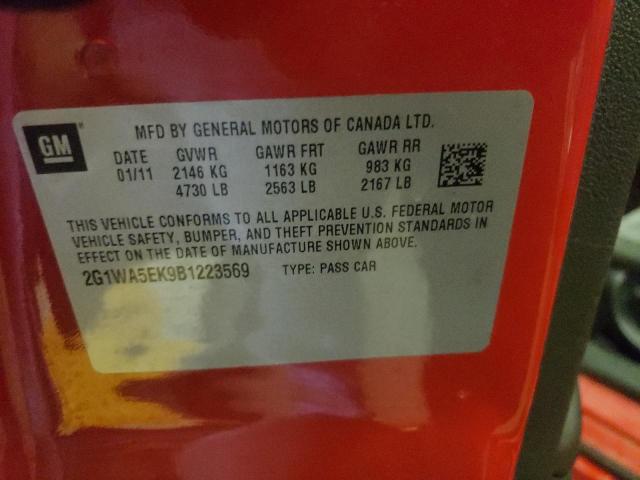 GM
MFD BY GENERAL MOTORS OF CANADA LTD.
DATE GVWR GAWR FRT GAWR RR
01/11 2146 KG 1163 KG 983 KG
4730 LB 2563 LB 2167 LB
THIS VEHICLE CONFORMS TO ALL APPLICABLE U.S. FEDERAL MOTOR
VEHICLE SAFETY, BUMPER, AND THEFT PREVENTION STANDARDS IN
EFFECT ON THE DATE OF MANUFACTURE SHOWN ABOVE.
2G1WA5EK9B1223569 TYPE: PASS CAR